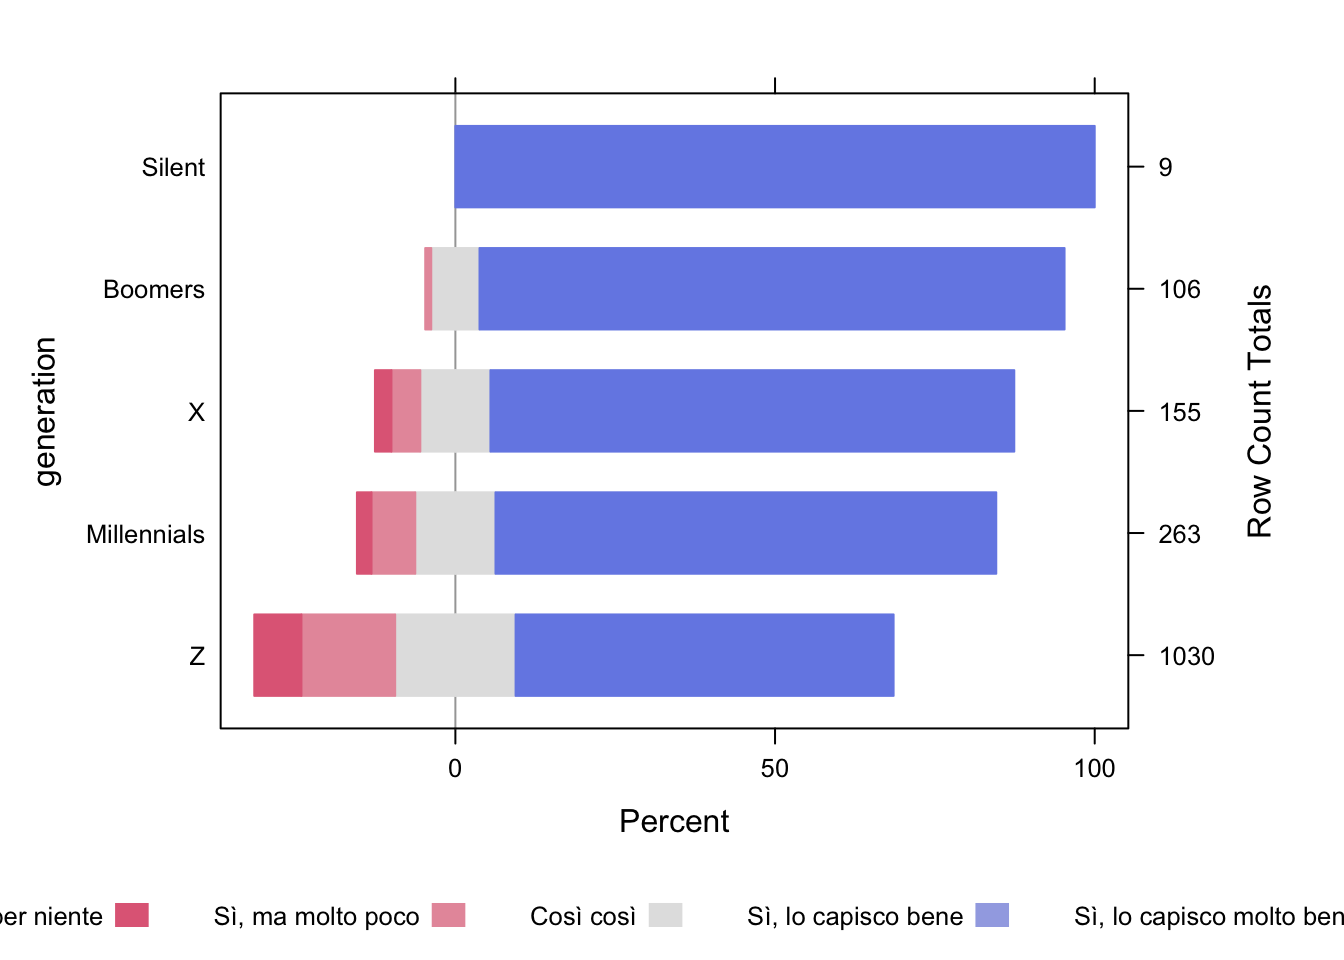 Silent
9
Boomers
106
X
155
Millennials
263
Z
1030
generation
Row Count Totals
0 50 100
Percent
per niente Sì, ma molto poco Così così Sì, lo capisco bene Sì, lo capisco molto ben